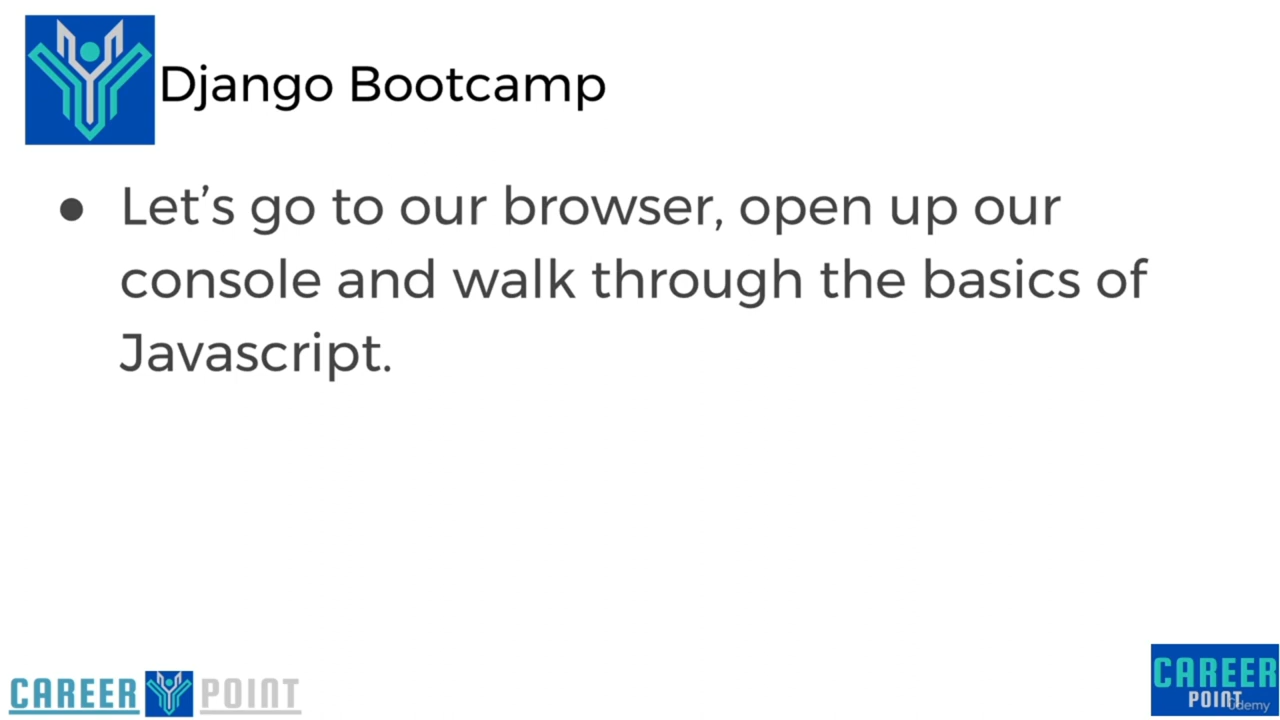 Django Bootcamp
● Let's go to our browser, open up our
console and walk through the basics of
Javascript.
CAREER POINT
CAREER
POINT
ûdemy